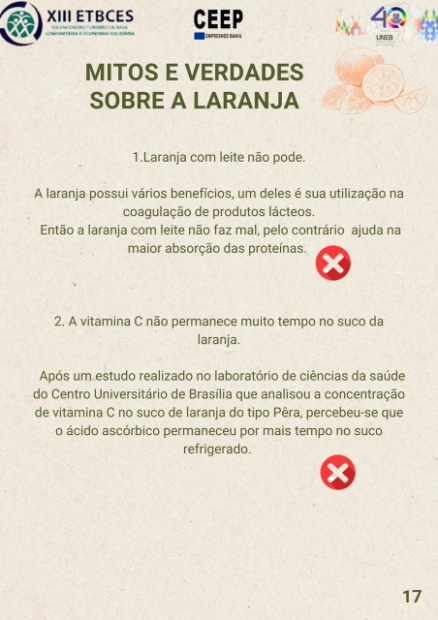 XIII ETBCES
XIII ENCONTRO TURISMO DE BASE
COMUNITÁRIA E ECONOMIA SOLIDÁRIA
CEEP
EMPREENDE BAHIA
40
UNEB
MITOS E VERDADES
SOBRE A LARANJA
1.Laranja com leite não pode.
A laranja possui vários benefícios, um deles é sua utilização na
coagulação de produtos lácteos.
Então a laranja com leite não faz mal, pelo contrário ajuda na
maior absorção das proteínas.
2. A vitamina C não permanece muito tempo no suco da
laranja.
Após um estudo realizado no laboratório de ciências da saúde
do Centro Universitário de Brasília que analisou a concentração
de vitamina C no suco de laranja do tipo Pêra, percebeu-se que
o ácido ascórbico permaneceu por mais tempo no suco
refrigerado.
17